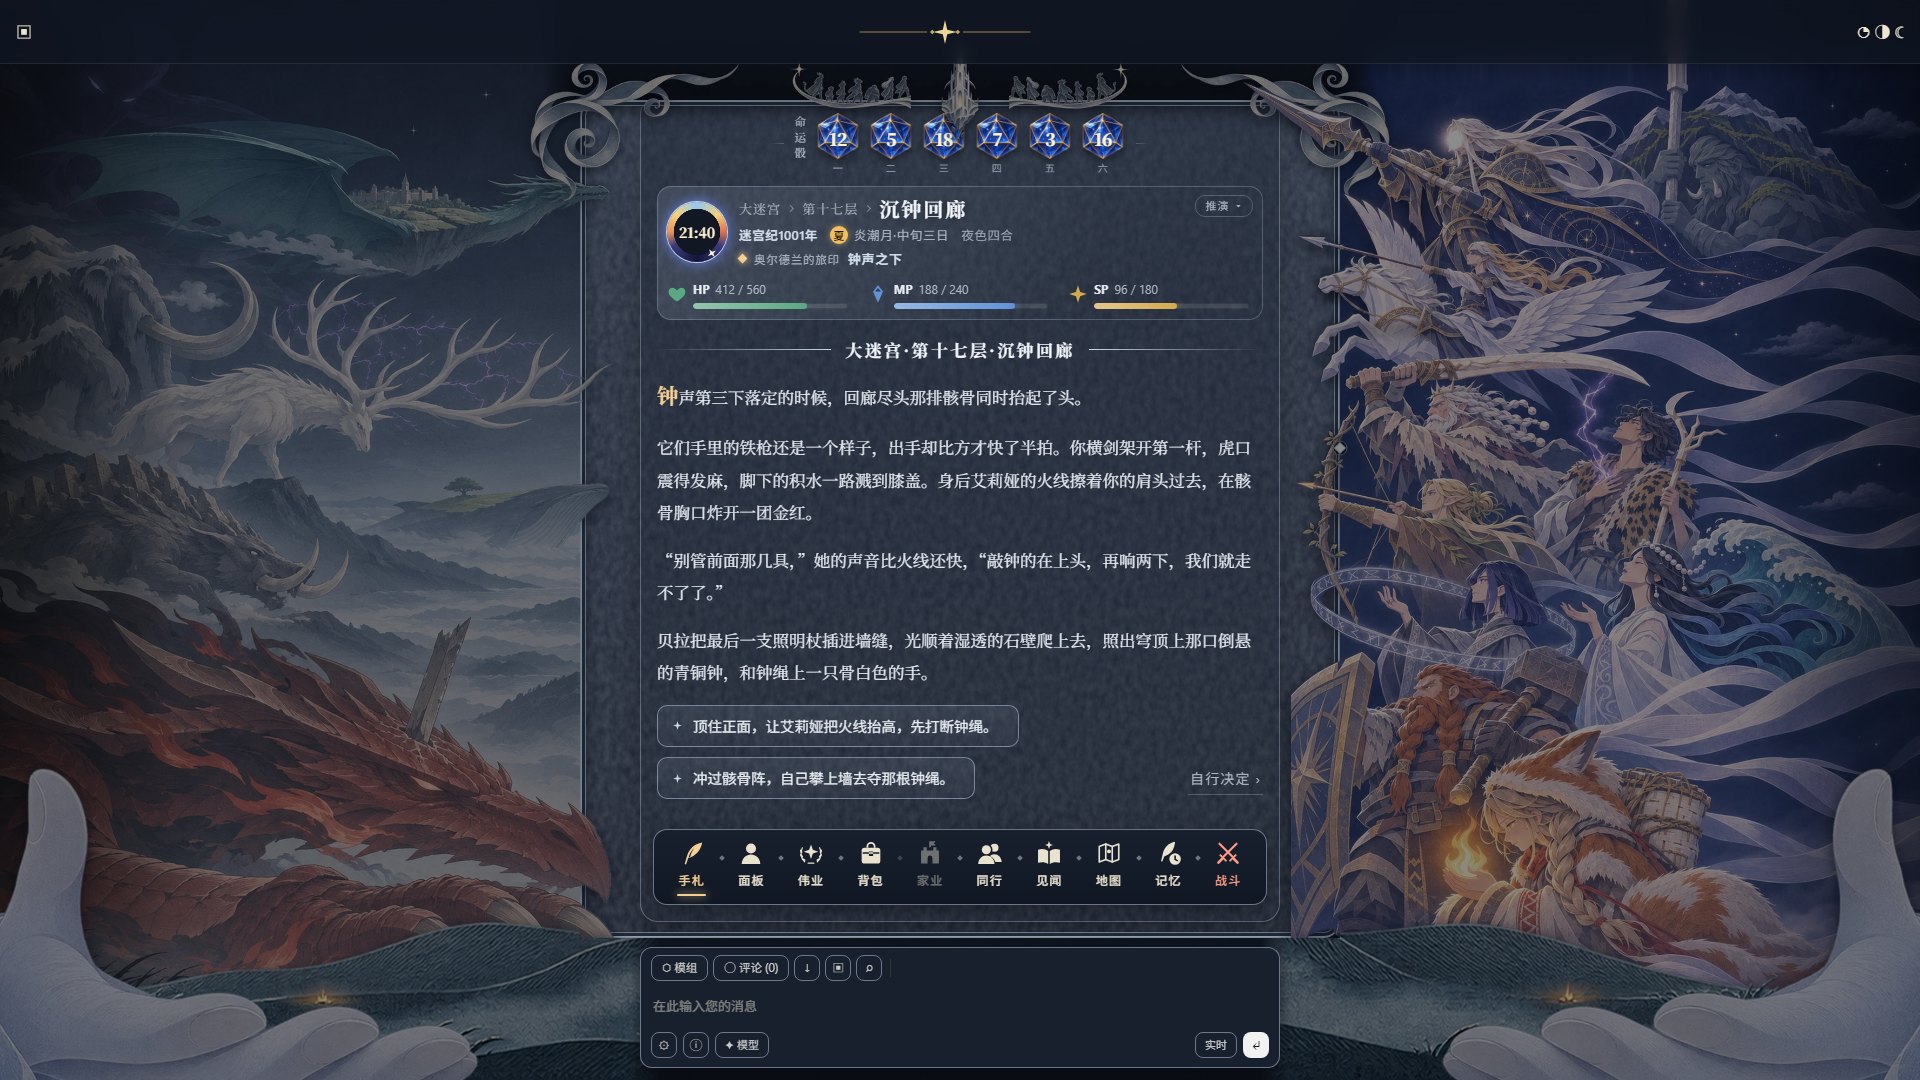 命运骰
12 5 18 7 3 16
一 二 三 四 五 六
大迷宫 › 第十七层 › 沉钟回廊
推演
21:40
迷宫纪1001年 夏 炎潮月·中旬三日 夜色四合
奥尔德兰的旅印 钟声之下
HP 412 / 560 MP 188 / 240 SP 96 / 180
大迷宫·第十七层·沉钟回廊
钟声第三下落定的时候，回廊尽头那排骸骨同时抬起了头。
它们手里的铁枪还是一个样子，出手却比方才快了半拍。你横剑架开第一杆，虎口
震得发麻，脚下的积水一路溅到膝盖。身后艾莉娅的火线擦着你的肩头过去，在骸
骨胸口炸开一团金红。
“别管前面那几具，”她的声音比火线还快，“敲钟的在上头，再响两下，我们就走
不了了。”
贝拉把最后一支照明杖插进墙缝，光顺着湿透的石壁爬上去，照出穹顶上那口倒悬
的青铜钟，和钟绳上一只骨白色的手。
顶住正面，让艾莉娅把火线抬高，先打断钟绳。
冲过骸骨阵，自己攀上墙去夺那根钟绳。
自行决定 ›
手札 面板 伟业 背包 家业 同行 见闻 地图 记忆 战斗
模组 评论 (0)
在此输入您的消息
模型
实时